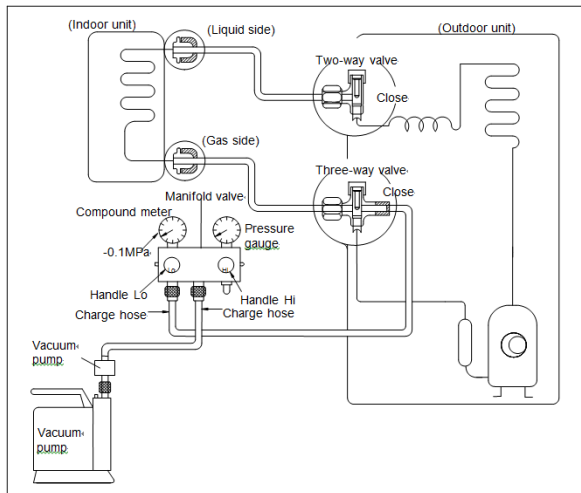 (Indoor unit)
(Liquid side)
(Outdoor unit)
Two-way valve
Close
(Gas side)
Three-way valve
Close
Manifold valve
Compound meter
Pressure
gauge
-0.1MPa
Lo
Hi
Handle Lo
Handle Hi
Charge hose
Charge hose
Vacuum
pump
Vacuum
pump